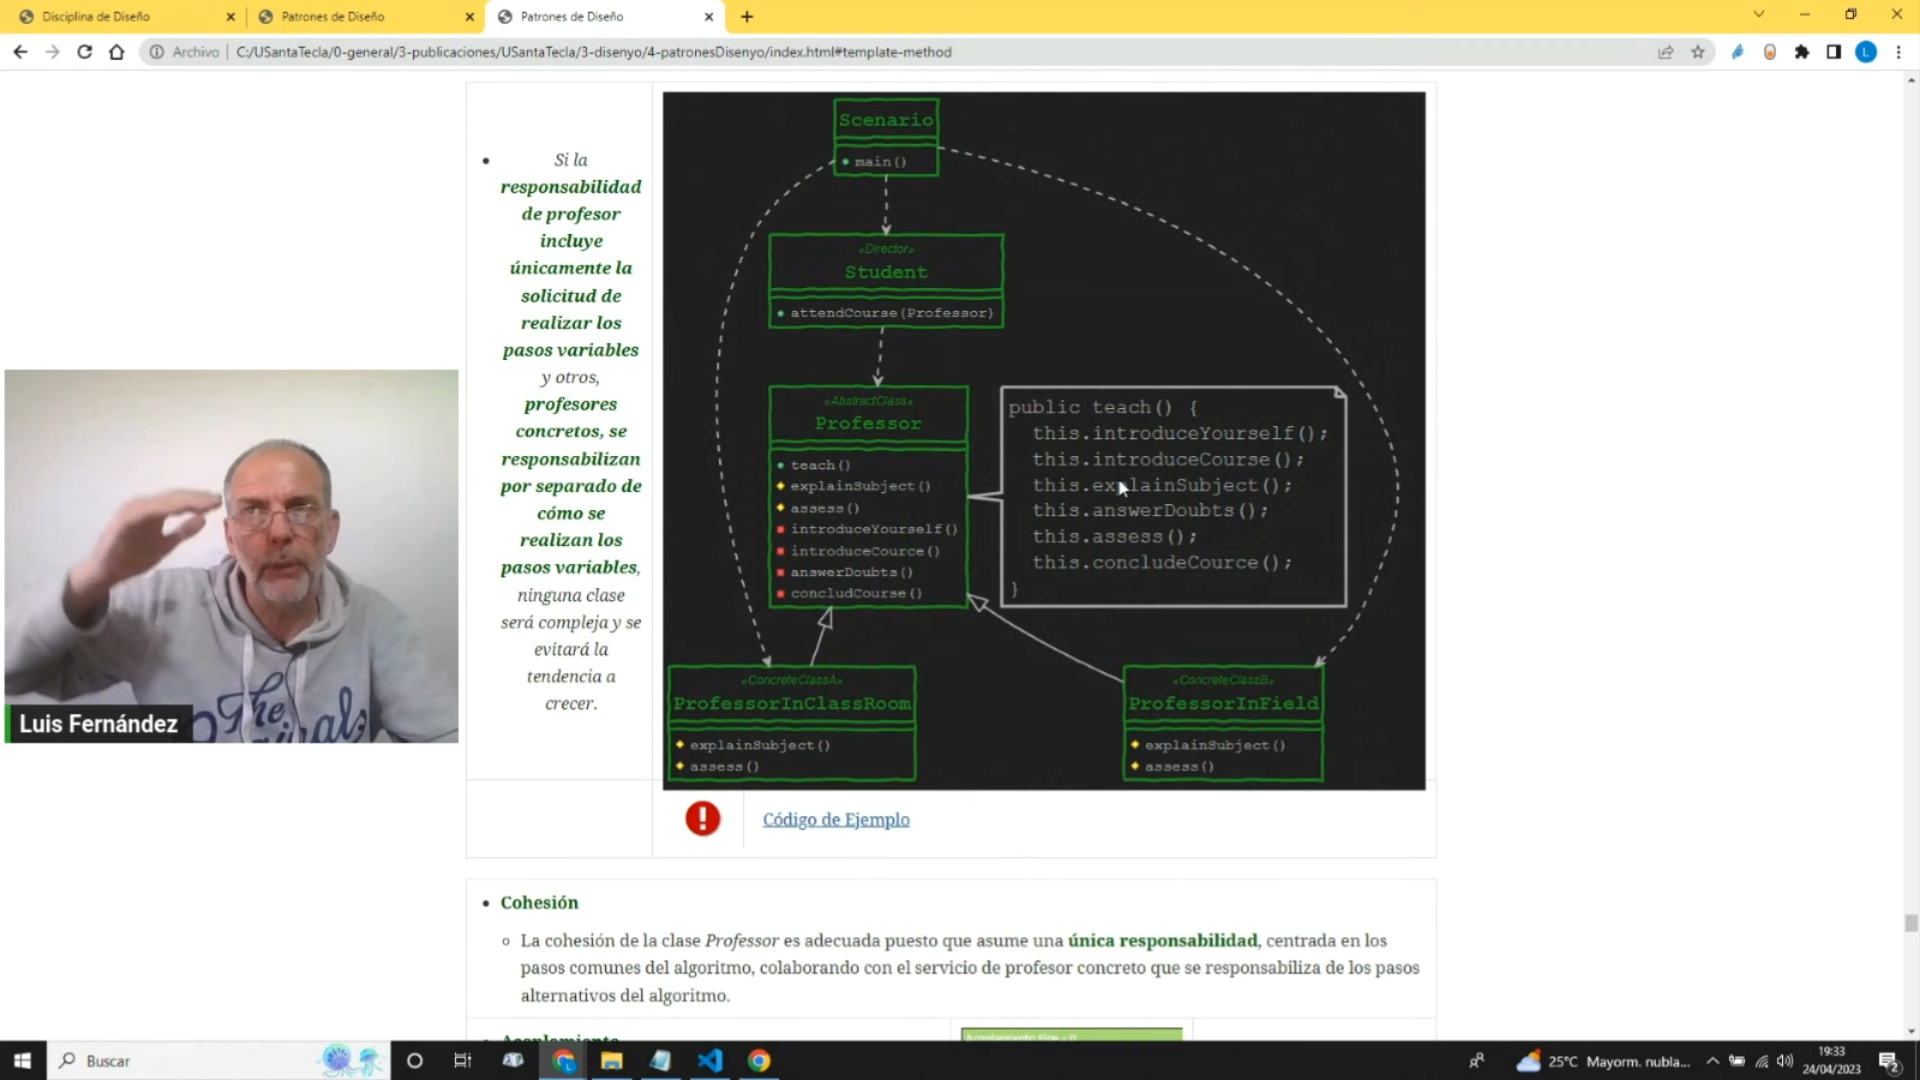 Disciplina de Diseño
Patrones de Diseño
Patrones de Diseño
Archivo
C:/USantaTecla/0-general/3-publicaciones/USantaTecla/3-disenyo/4-patronesDisenyo/index.html#template-method
L
Si la
responsabilidad
de profesor
incluye
únicamente la
solicitud de
realizar los
pasos variables
y otros,
profesores
concretos, se
responsabilizan
por separado de
cómo se
realizan los
pasos variables,
ninguna clase
será compleja y se
evitará la
tendencia a
crecer.
Scenario
main()
«Director»
Student
attendCourse(Professor)
«AbstractClass»
Professor
teach()
explainSubject()
assess()
introduceYourself()
introduceCource()
answerDoubts()
concludCourse()
public teach() {
this.introduceYourself();
this.introduceCourse();
this.explainSubject();
this.answerDoubts();
this.assess();
this.concludeCource();
}
«ConcreteClassA»
ProfessorInClassRoom
explainSubject()
assess()
«ConcreteClassB»
ProfessorInField
explainSubject()
assess()
Código de Ejemplo
The
Luis Fernández
Cohesión
La cohesión de la clase Professor es adecuada puesto que asume una única responsabilidad, centrada en los
pasos comunes del algoritmo, colaborando con el servicio de profesor concreto que se responsabiliza de los pasos
alternativos del algoritmo.
Buscar
25°C Mayorm. nubla...
19:33
24/04/2023
2